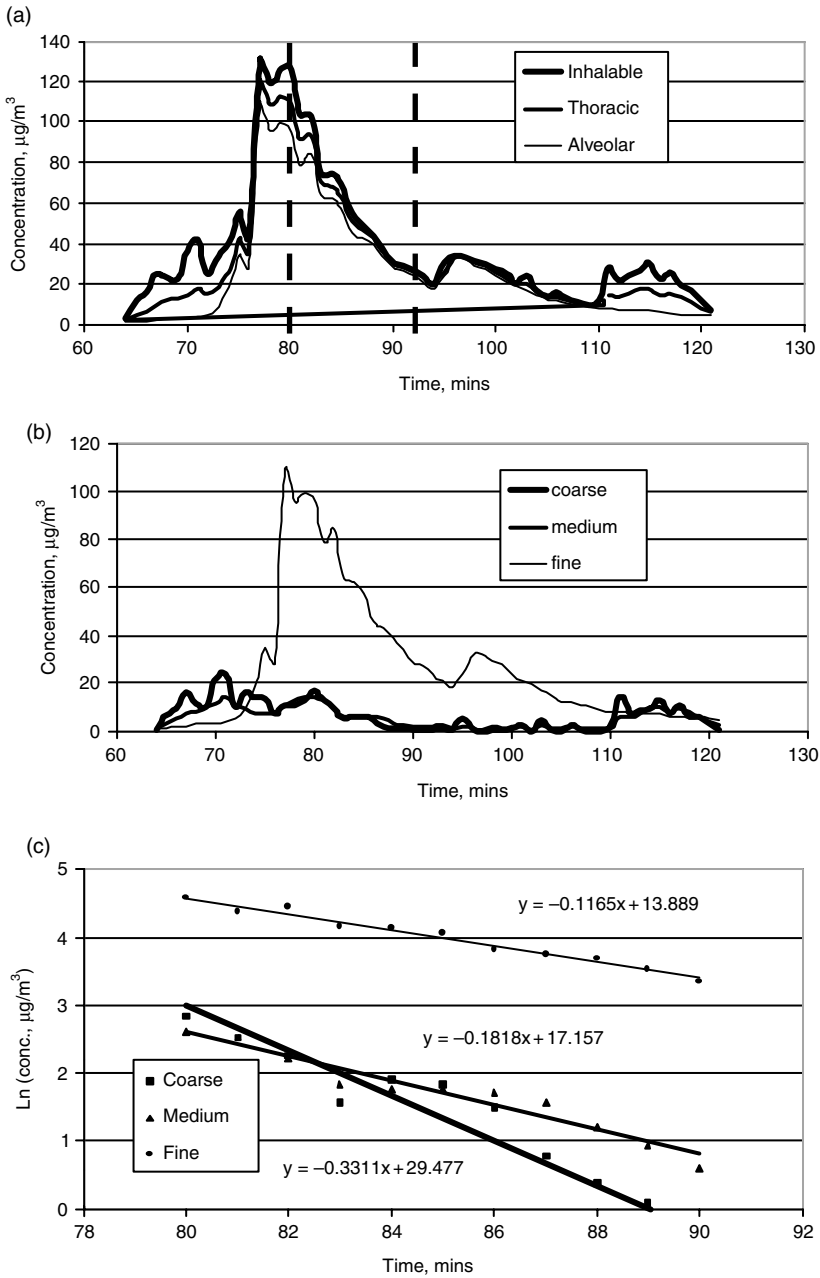 (a)
140
120
100
80
60
40
20
0
Concentration, µg/m³
Inhalable
Thoracic
Alveolar
60 70 80 90 100 110 120 130
Time, mins
(b)
120
100
80
60
40
20
0
Concentration, µg/m³
coarse
medium
fine
60 70 80 90 100 110 120 130
Time, mins
(c)
5
4
3
2
1
0
Ln (conc., µg/m³)
y = –0.1165x + 13.889
y = –0.1818x + 17.157
Coarse
Medium
Fine
y = –0.3311x + 29.477
78 80 82 84 86 88 90 92
Time, mins